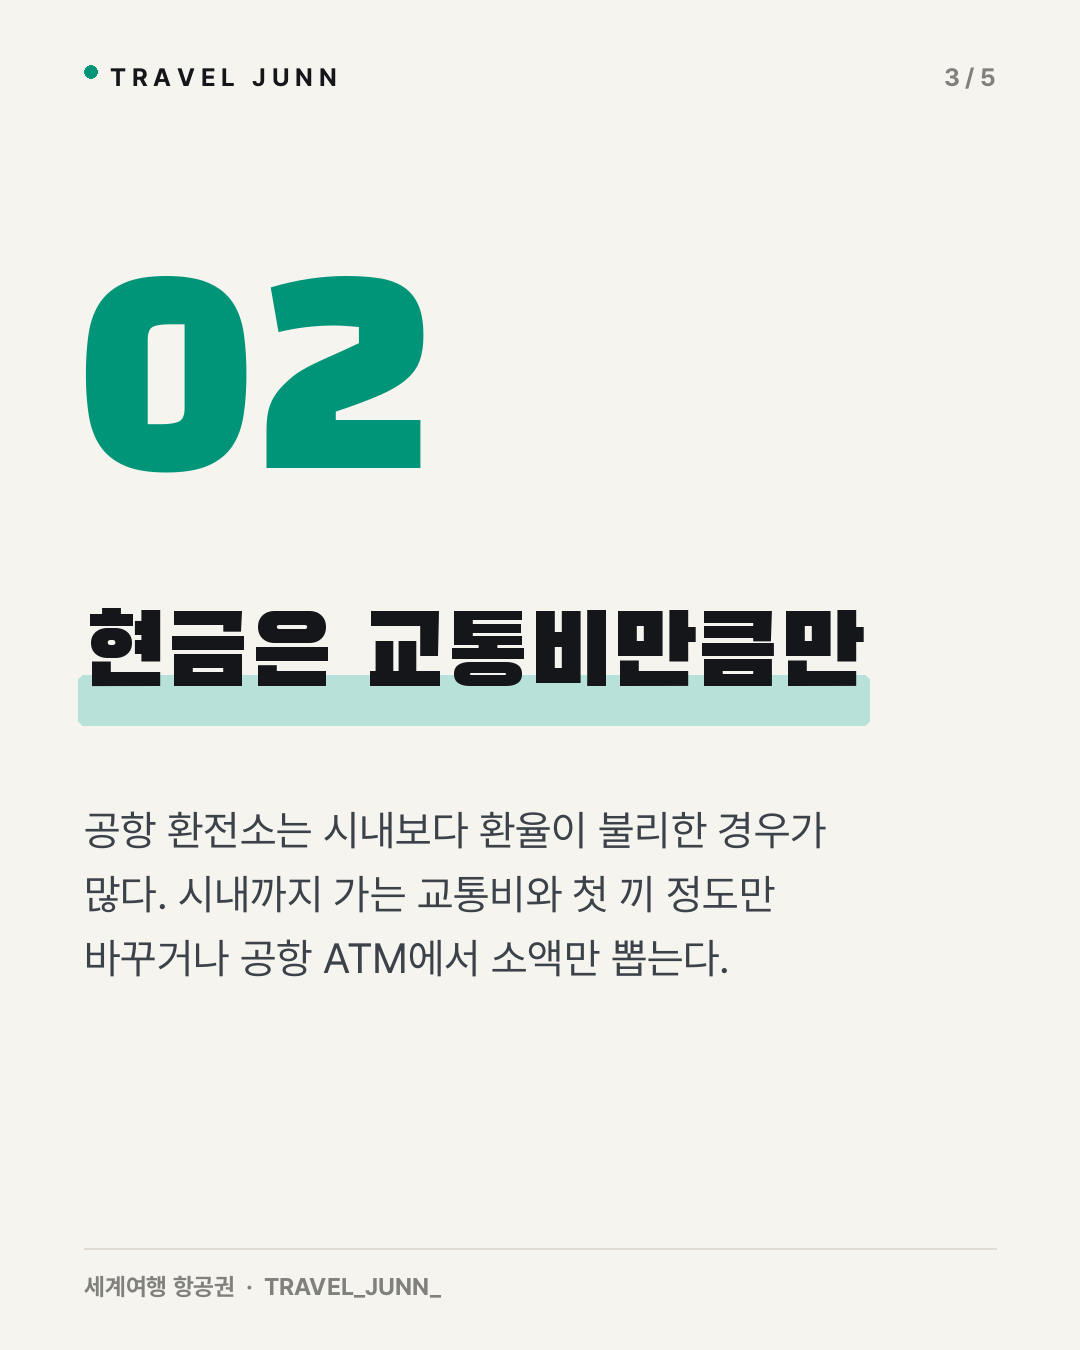 TRAVEL JUNN
3 / 5
02
현금은 교통비만큼만
공항 환전소는 시내보다 환율이 불리한 경우가
많다. 시내까지 가는 교통비와 첫 끼 정도만
바꾸거나 공항 ATM에서 소액만 뽑는다.
세계여행 항공권 · TRAVEL_JUNN_